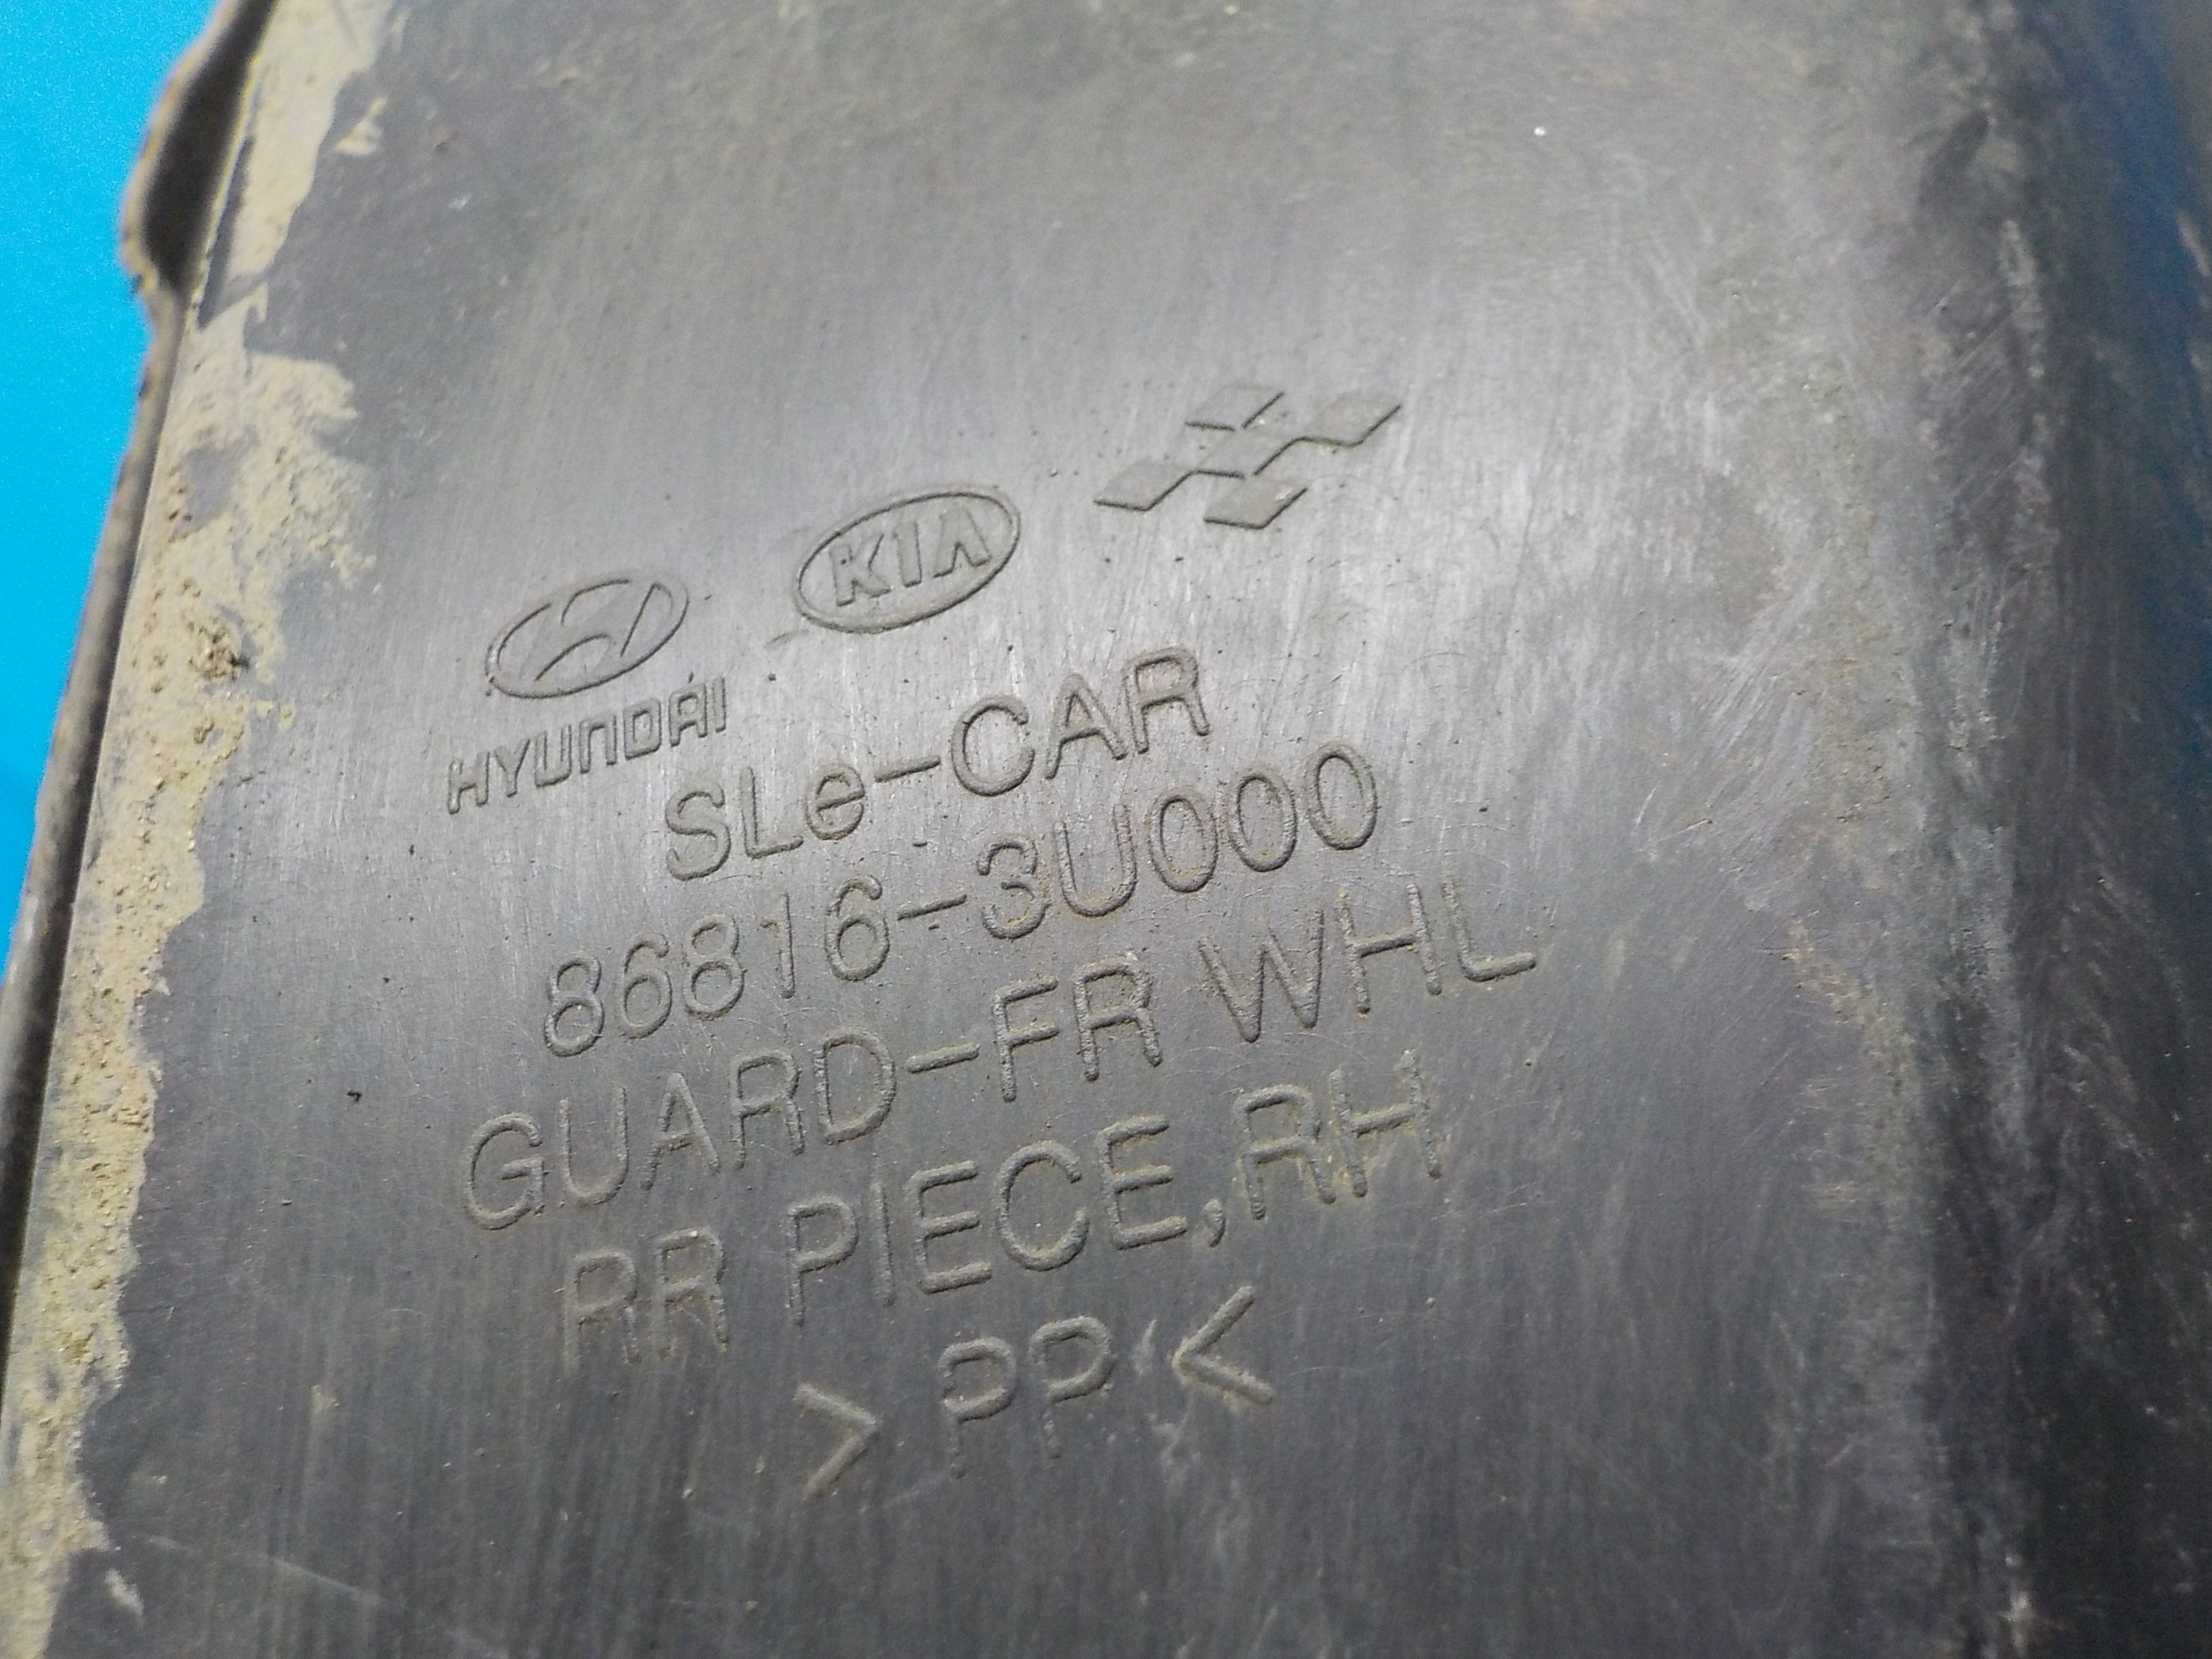 HYUNDAI
KIA
SLe-CAR
86816-3U000
GUARD-FR WHL
RR PIECE,RH
>PP<